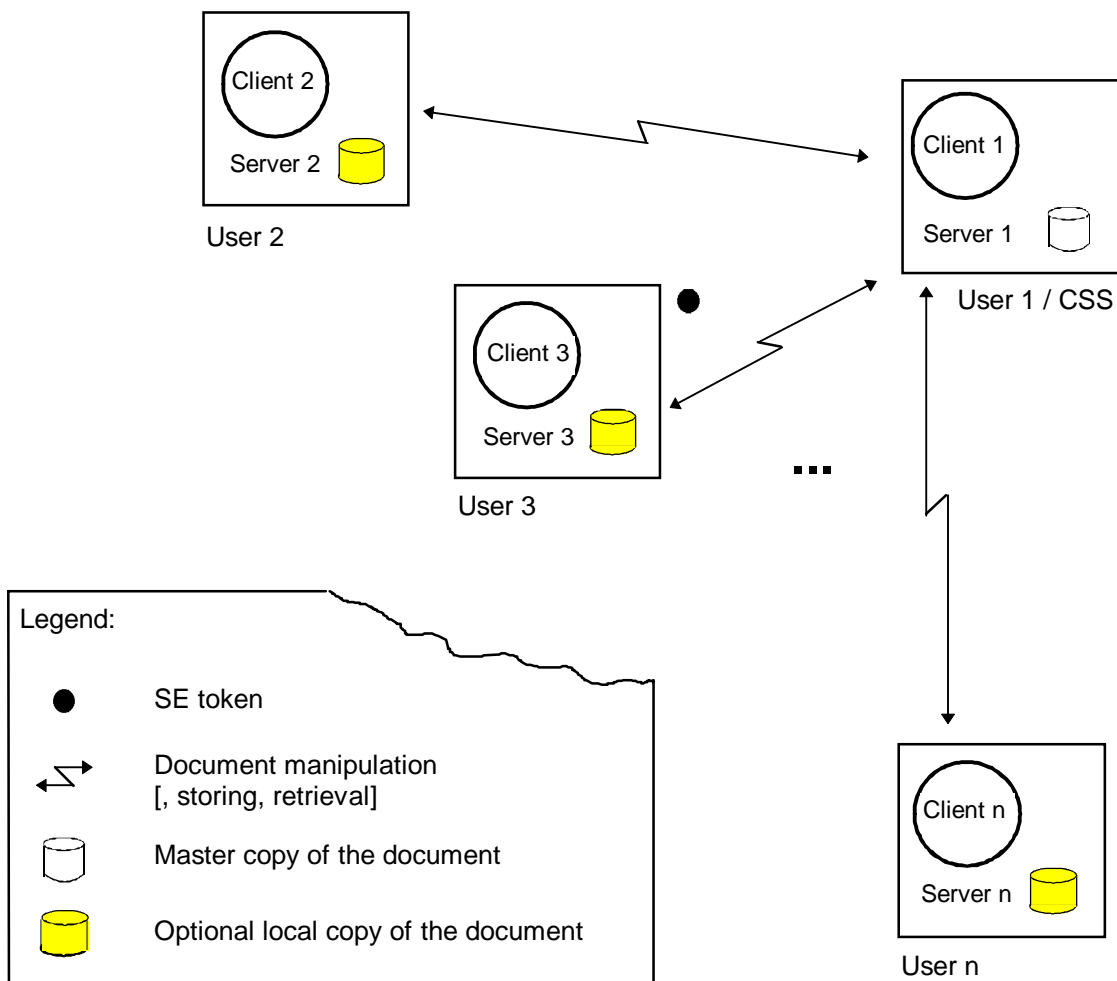 Client 2
Server 2
User 2
Client 1
Server 1
User 1 / CSS
Client 3
Server 3
User 3
...
Legend:
SE token
Document manipulation
[, storing, retrieval]
Master copy of the document
Optional local copy of the document
Client n
Server n
User n